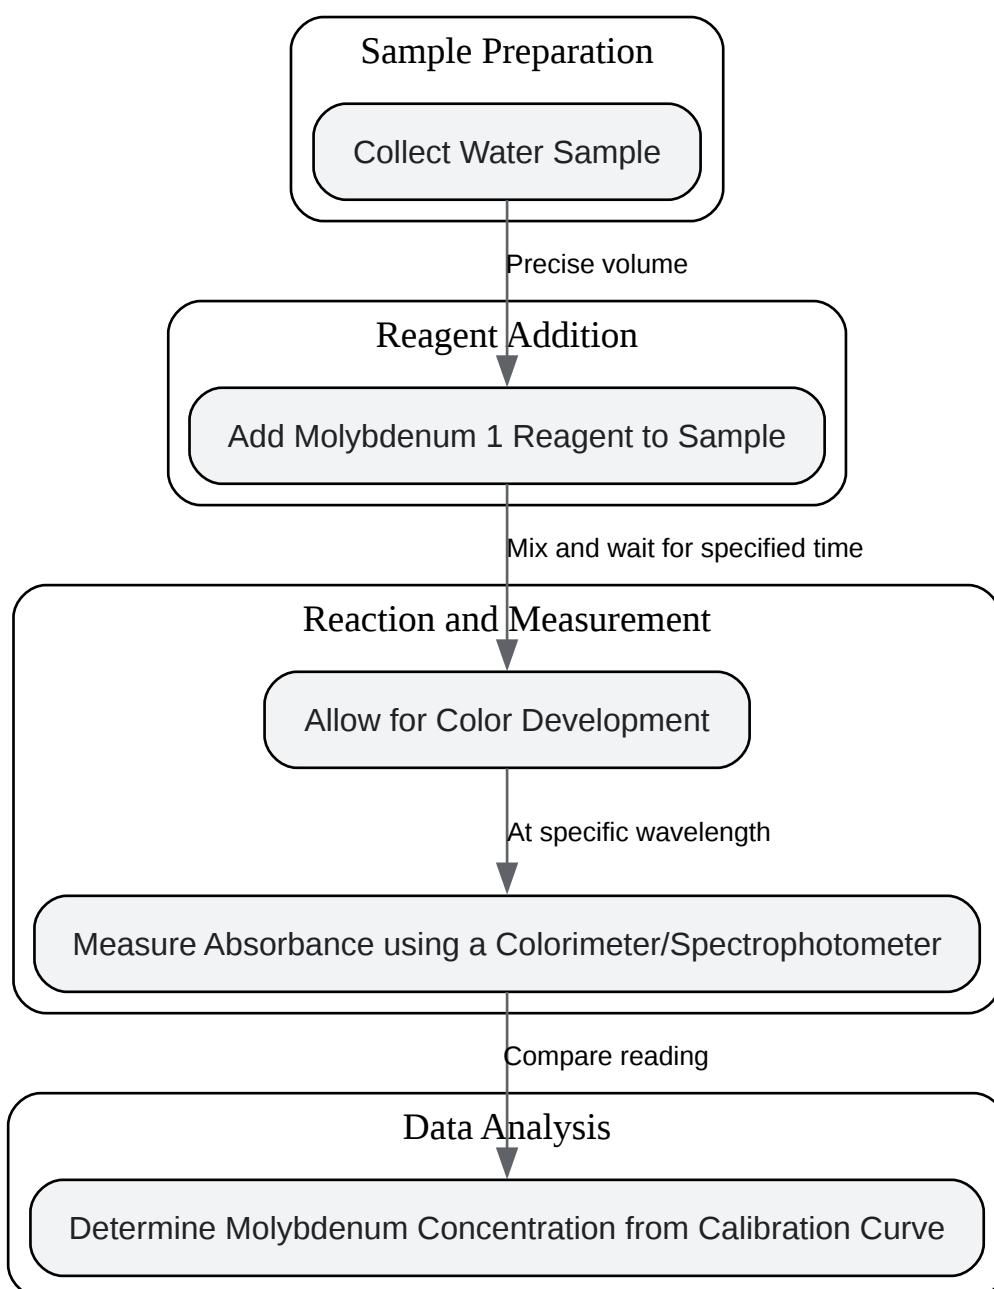 Sample Preparation
Collect Water Sample
Precise volume
Reagent Addition
Add Molybdenum 1 Reagent to Sample
Mix and wait for specified time
Reaction and Measurement
Allow for Color Development
At specific wavelength
Measure Absorbance using a Colorimeter/Spectrophotometer
Compare reading
Data Analysis
Determine Molybdenum Concentration from Calibration Curve